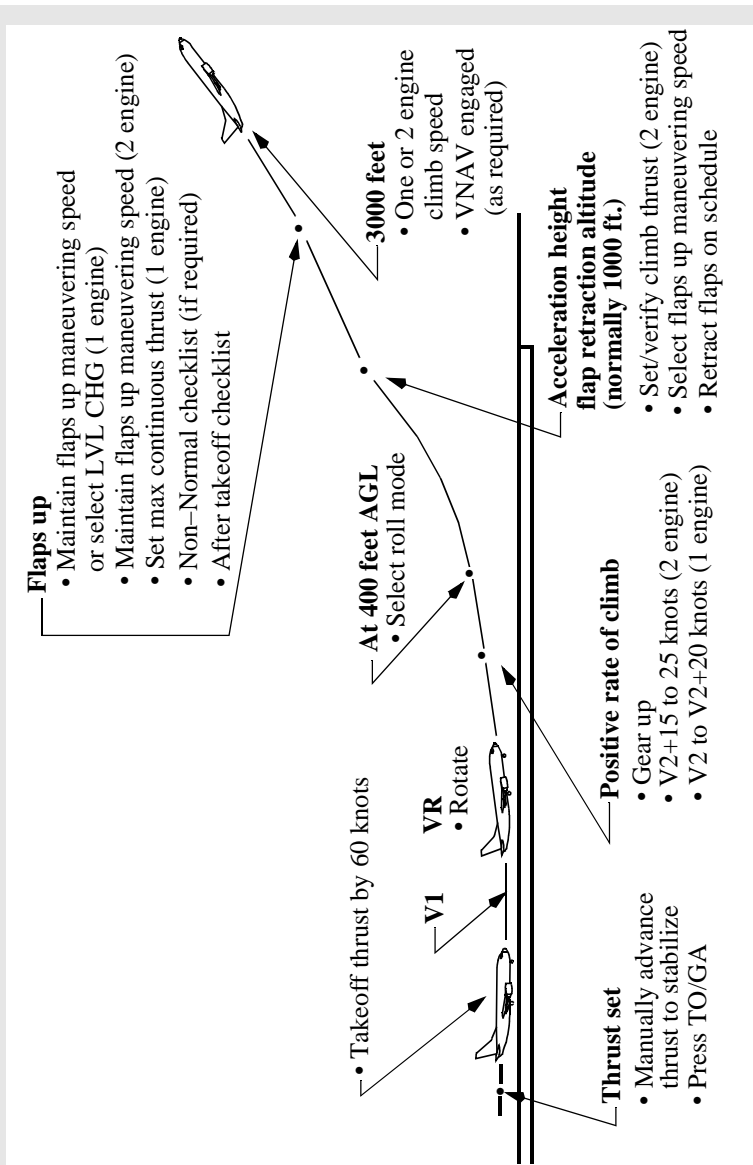 Thrust set
• Manually advance
thrust to stabilize
• Press TO/GA
• Takeoff thrust by 60 knots
V1
VR
• Rotate
Positive rate of climb
• Gear up
• V2+15 to 25 knots (2 engine)
• V2 to V2+20 knots (1 engine)
At 400 feet AGL
• Select roll mode
Acceleration height
flap retraction altitude
(normally 1000 ft.)
• Set/verify climb thrust (2 engine)
• Select flaps up maneuvering speed
• Retract flaps on schedule
Flaps up
• Maintain flaps up maneuvering speed
or select LVL CHG (1 engine)
• Maintain flaps up maneuvering speed (2 engine)
• Set max continuous thrust (1 engine)
• Non–Normal checklist (if required)
• After takeoff checklist
3000 feet
• One or 2 engine
climb speed
• VNAV engaged
(as required)